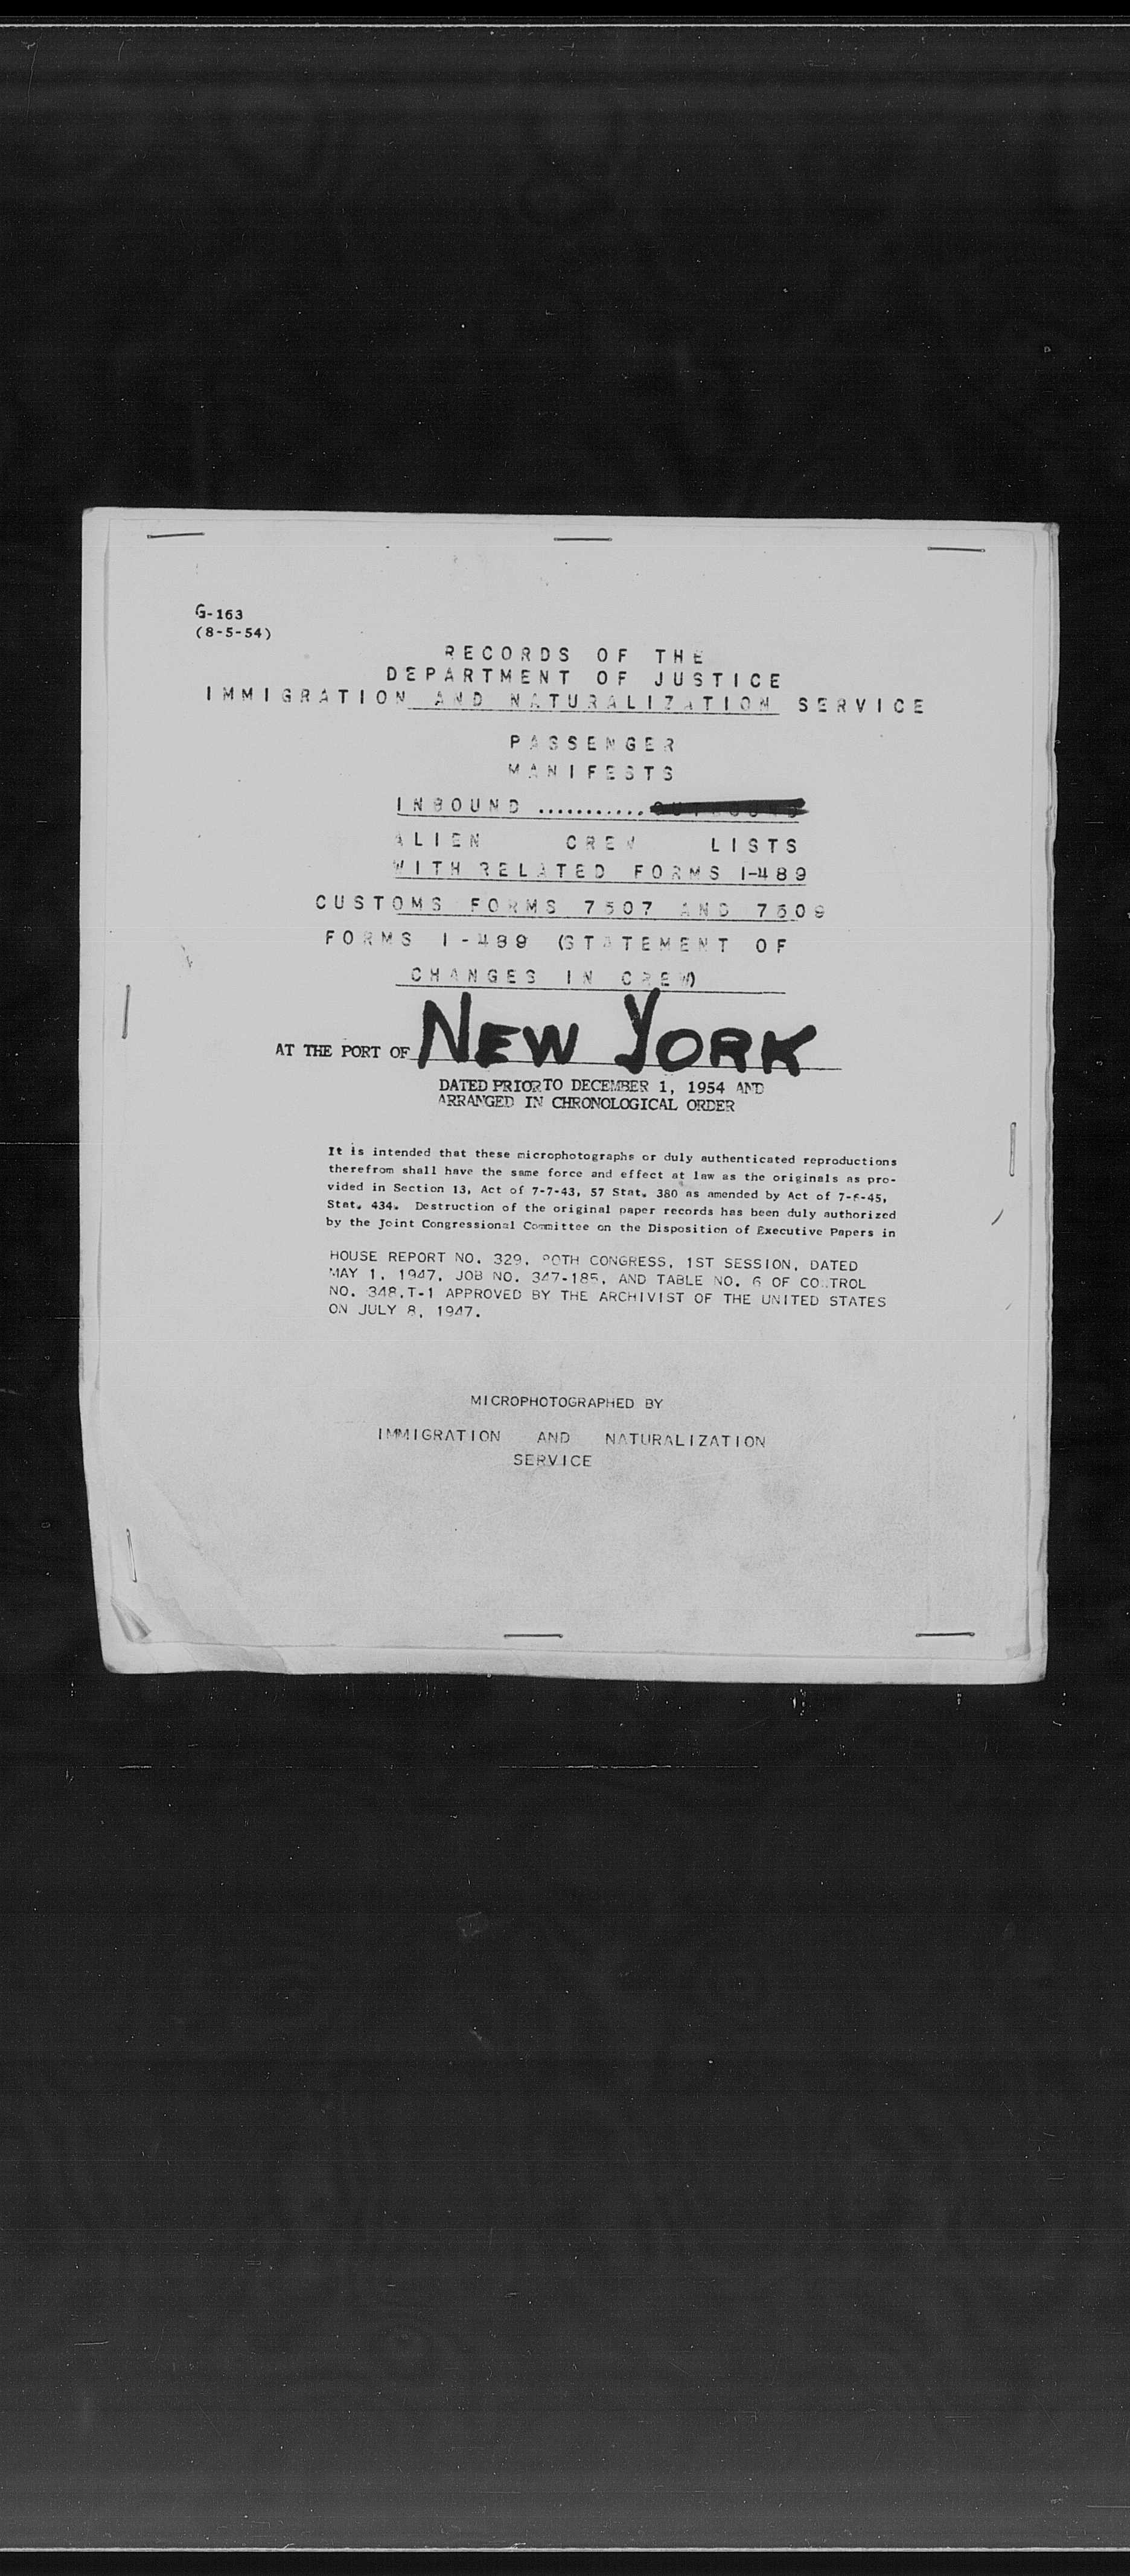 G-163
(8-5-54)
RECORDS OF THE
DEPARTMENT OF JUSTICE
IMMIGRATION AND NATURALIZATION SERVICE
PASSENGER
MANIFESTS
INBOUND ...........
ALIEN CREW LISTS
WITH RELATED FORMS I-489
CUSTOMS FORMS 7507 AND 7509
FORMS I-489 (STATEMENT OF
CHANGES IN CREW)
AT THE PORT OF NEW YORK
DATED PRIOR TO DECEMBER 1, 1954 AND
ARRANGED IN CHRONOLOGICAL ORDER
It is intended that these microphotographs or duly authenticated reproductions
therefrom shall have the same force and effect at law as the originals as pro-
vided in Section 13, Act of 7-7-43, 57 Stat. 380 as amended by Act of 7-6-45,
Stat. 434. Destruction of the original paper records has been duly authorized
by the Joint Congressional Committee on the Disposition of Executive Papers in
HOUSE REPORT NO. 329, 80TH CONGRESS, 1ST SESSION, DATED
MAY 1, 1947, JOB NO. 347-185, AND TABLE NO. 6 OF CONTROL
NO. 348,T-1 APPROVED BY THE ARCHIVIST OF THE UNITED STATES
ON JULY 8, 1947.
MICROPHOTOGRAPHED BY
IMMIGRATION AND NATURALIZATION
SERVICE